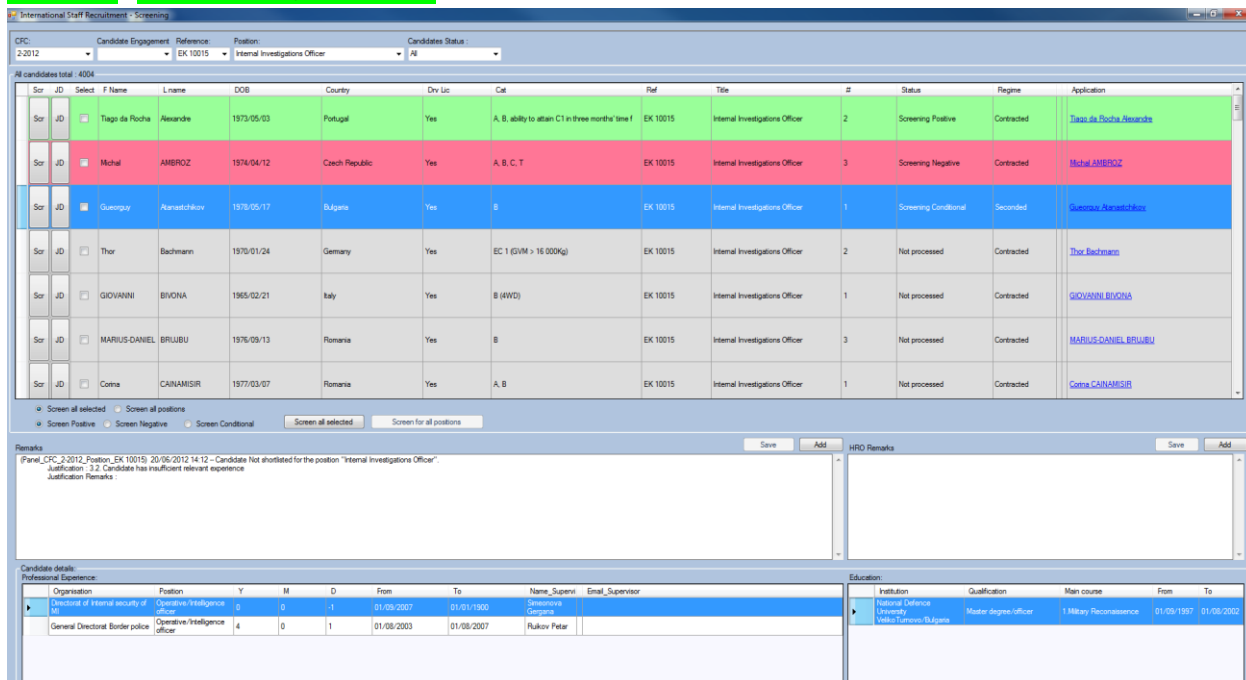 International Staff Recruitment - Screening
CFC: Candidate Engagement Reference: Position: Candidates Status :
2-2012 EK 10015 Internal Investigations Officer All
All candidates total : 4004
Scr JD Select F Name L name DOB Country Drv Lic Cat Ref Title # Status Regime Application
Scr JD Tiago da Rocha Alexandre 1973/05/03 Portugal Yes A, B, ability to attain C1 in three months' time f EK 10015 Internal Investigations Officer 2 Screening Positive Contracted Tiago da Rocha Alexandre
Scr JD Michal AMBROZ 1974/04/12 Czech Republic Yes A, B, C, T EK 10015 Internal Investigations Officer 3 Screening Negative Contracted Michal AMBROZ
Scr JD Gueorguy Atanastchikov 1978/05/17 Bulgaria Yes B EK 10015 Internal Investigations Officer 1 Screening Conditional Seconded Gueorguy Atanastchikov
Scr JD Thor Bachmann 1970/01/24 Germany Yes EC 1 (GVM > 16 000Kg) EK 10015 Internal Investigations Officer 2 Not processed Contracted Thor Bachmann
Scr JD GIOVANNI BIVONA 1965/02/21 Italy Yes B (4WD) EK 10015 Internal Investigations Officer 1 Not processed Contracted GIOVANNI BIVONA
Scr JD MARIUS-DANIEL BRUJBU 1976/09/13 Romania Yes B EK 10015 Internal Investigations Officer 3 Not processed Contracted MARIUS-DANIEL BRUJBU
Scr JD Corina CAINAMISIR 1977/03/07 Romania Yes A, B EK 10015 Internal Investigations Officer 1 Not processed Contracted Corina CAINAMISIR
Screen all selected Screen all positions
Screen Positive Screen Negative Screen Conditional Screen all selected Screen for all positions
Remarks Save Add HRO Remarks Save Add
(Panel_CFC_2-2012_Position_EK 10015) 20/06/2012 14:12 – Candidate Not shortlisted for the position "Internal Investigations Officer".
Justification : 3.2. Candidate has insufficient relevant experience
Justification Remarks :
Candidate details:
Professional Experience: Education:
Organisation Position Y M D From To Name_Supervi Email_Supervisor Institution Qualification Main course From To
Directorat of Internal security of MI Operative/Intelligence officer 0 0 -1 01/09/2007 01/01/1900 Simeonova Gergana National Defence University Veliko Turnovo/Bulgaria Master degree/officer 1.Military Reconaissence 01/09/1997 01/08/2002
General Directorat Border police Operative/Intelligence officer 4 0 1 01/08/2003 01/08/2007 Ruikov Petar